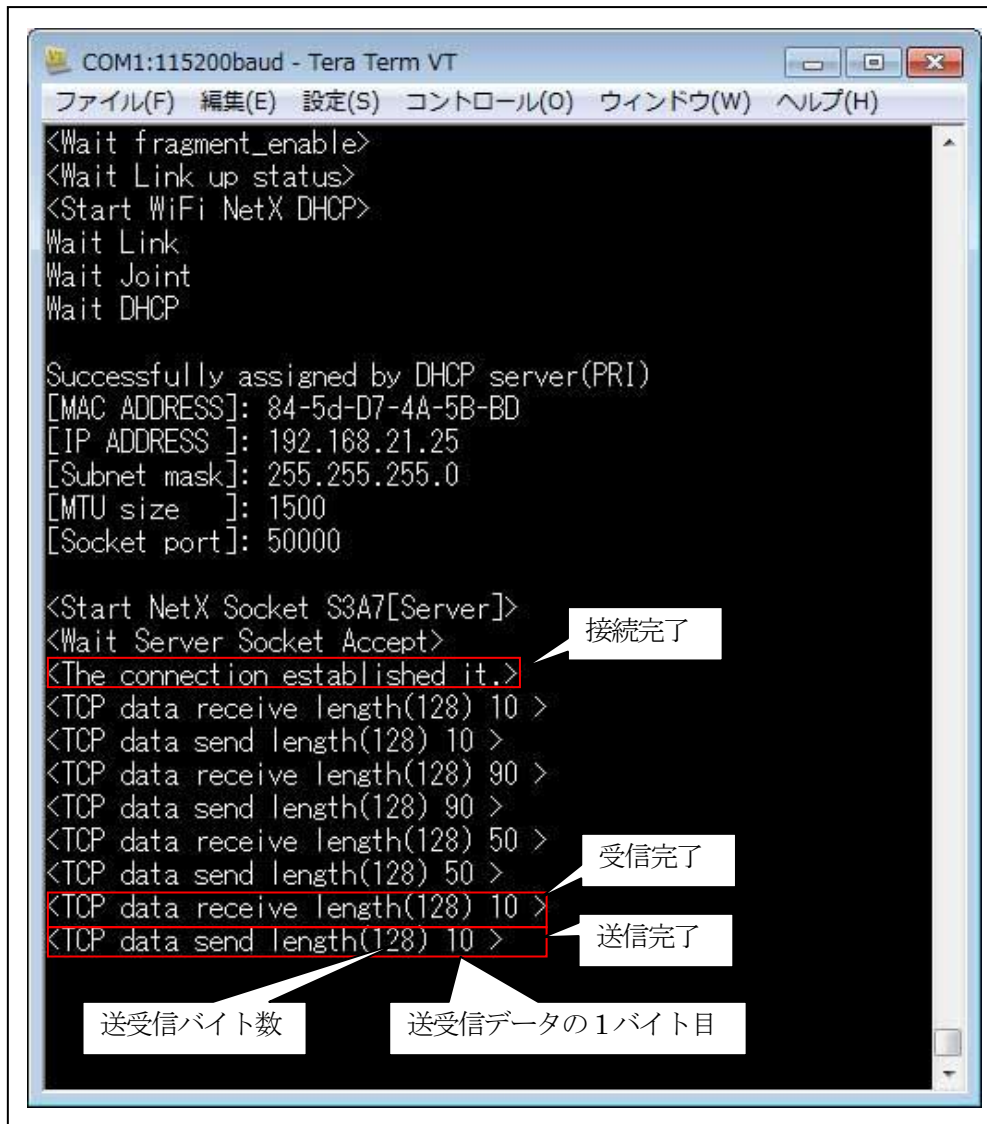 COM1:115200baud - Tera Term VT
ファイル(F) 編集(E) 設定(S) コントロール(O) ウィンドウ(W) ヘルプ(H)
<Wait fragment_enable>
<Wait Link up status>
<Start WiFi NetX DHCP>
Wait Link
Wait Joint
Wait DHCP
Successfully assigned by DHCP server(PRI)
[MAC ADDRESS]: 84-5d-D7-4A-5B-BD
[IP ADDRESS ]: 192.168.21.25
[Subnet mask]: 255.255.255.0
[MTU size   ]: 1500
[Socket port]: 50000
<Start NetX Socket S3A7[Server]>
<Wait Server Socket Accept>
接続完了
<The connection established it.>
<TCP data receive length(128) 10 >
<TCP data send length(128) 10 >
<TCP data receive length(128) 90 >
<TCP data send length(128) 90 >
<TCP data receive length(128) 50 >
<TCP data send length(128) 50 >
受信完了
<TCP data receive length(128) 10 >
<TCP data send length(128) 10 >
送信完了
送受信バイト数
送受信データの1バイト目